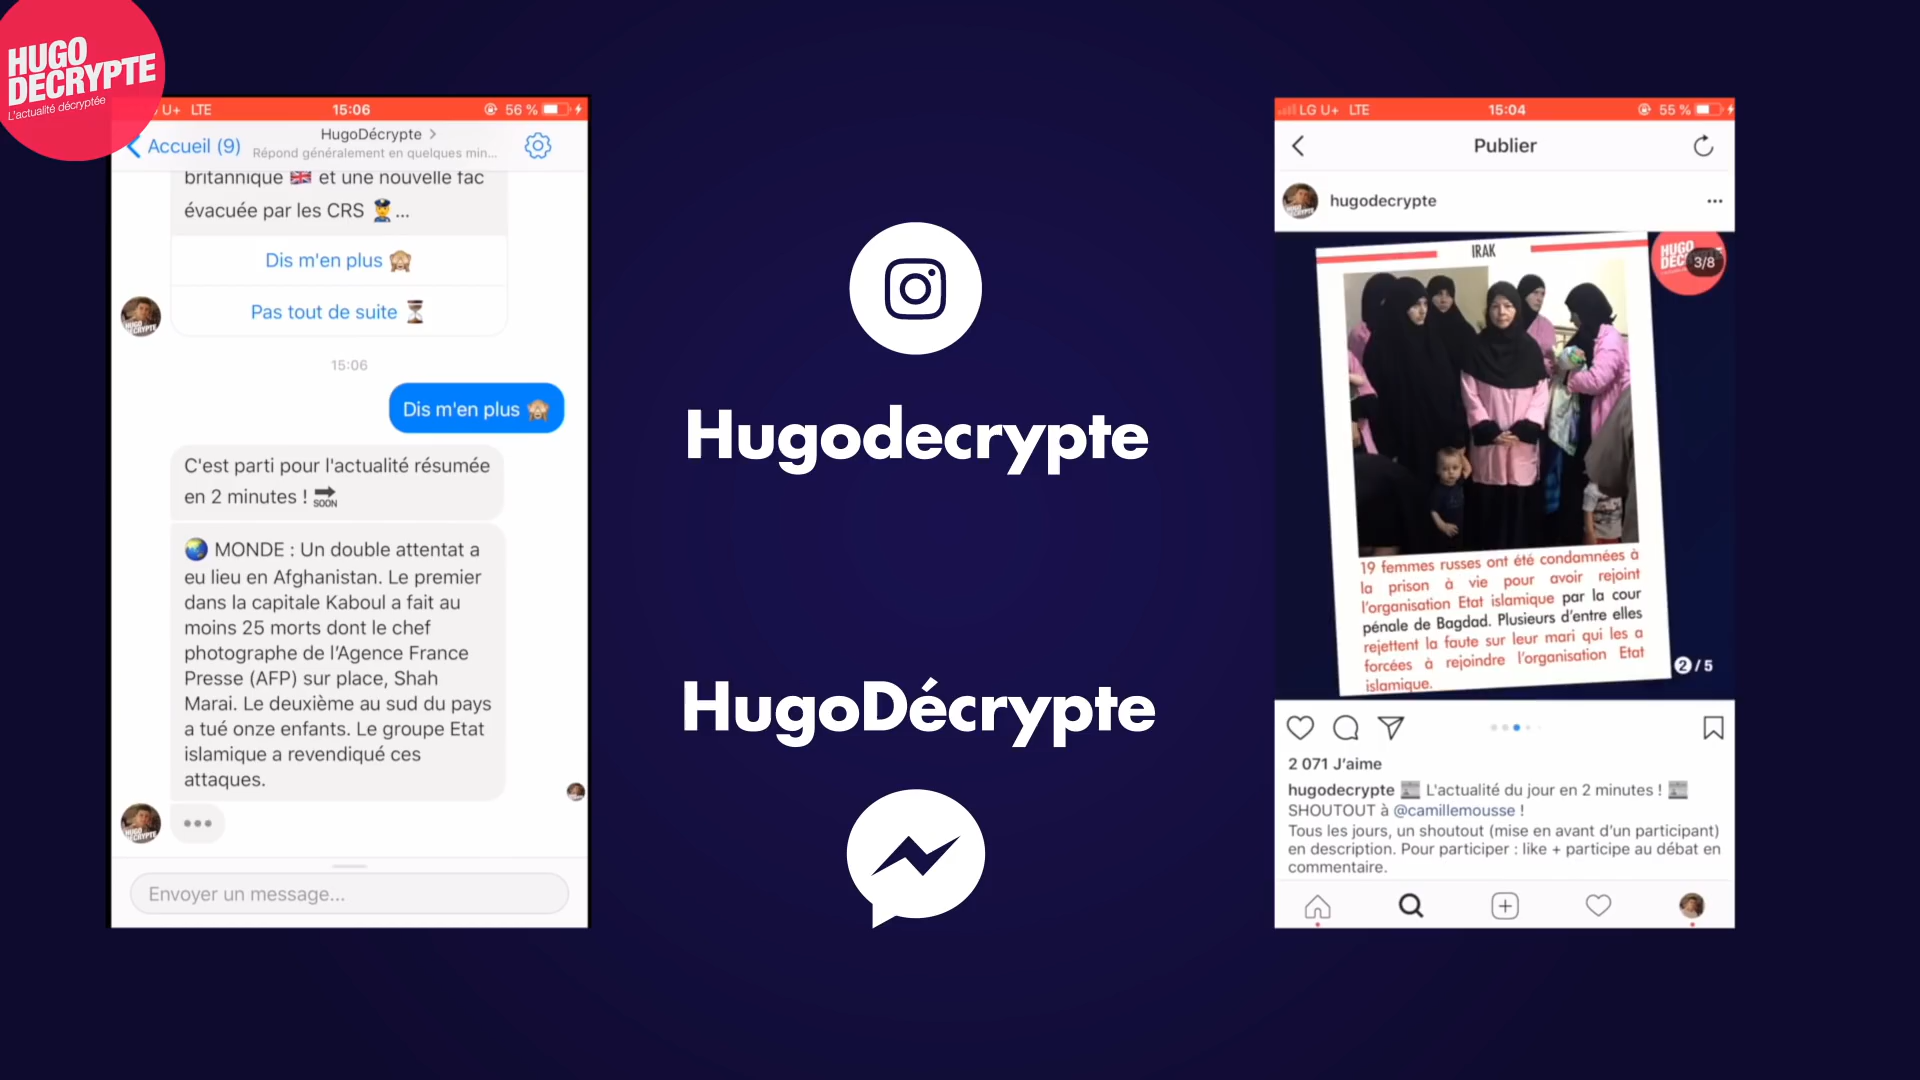 HUGO
DECRYPTE
L'actualité décryptée
U+ LTE
15:06
56 %
Accueil (9)
HugoDécrypte
Répond généralement en quelques min...
britannique 🇬🇧 et une nouvelle fac
évacuée par les CRS 👮...
Dis m'en plus 🙈
Pas tout de suite ⏳
15:06
Dis m'en plus 🙈
C'est parti pour l'actualité résumée
en 2 minutes ! 🔜
🌏 MONDE : Un double attentat a
eu lieu en Afghanistan. Le premier
dans la capitale Kaboul a fait au
moins 25 morts dont le chef
photographe de l'Agence France
Presse (AFP) sur place, Shah
Marai. Le deuxième au sud du pays
a tué onze enfants. Le groupe Etat
islamique a revendiqué ces
attaques.
Envoyer un message...
Hugodecrypte
HugoDécrypte
LG U+ LTE
15:04
55 %
Publier
hugodecrypte
IRAK
HUGO
3/8
19 femmes russes ont été condamnées à
la prison à vie pour avoir rejoint
l'organisation Etat islamique par la cour
pénale de Bagdad. Plusieurs d'entre elles
rejettent la faute sur leur mari qui les a
forcées à rejoindre l'organisation Etat
islamique.
2 / 5
2 071 J'aime
hugodecrypte 📰 L'actualité du jour en 2 minutes ! 📰
SHOUTOUT à @camillemousse !
Tous les jours, un shoutout (mise en avant d'un participant)
en description. Pour participer : like + participe au débat en
commentaire.